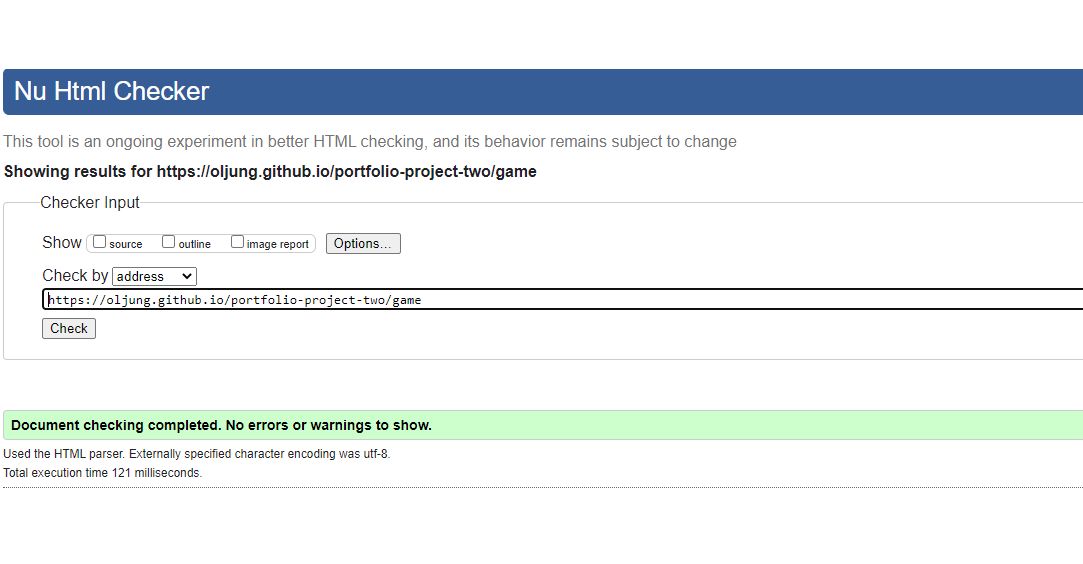 Nu Html Checker
This tool is an ongoing experiment in better HTML checking, and its behavior remains subject to change
Showing results for https://oljung.github.io/portfolio-project-two/game
Checker Input
Show source outline image report Options...
Check by address
https://oljung.github.io/portfolio-project-two/game
Check
Document checking completed. No errors or warnings to show.
Used the HTML parser. Externally specified character encoding was utf-8.
Total execution time 121 milliseconds.